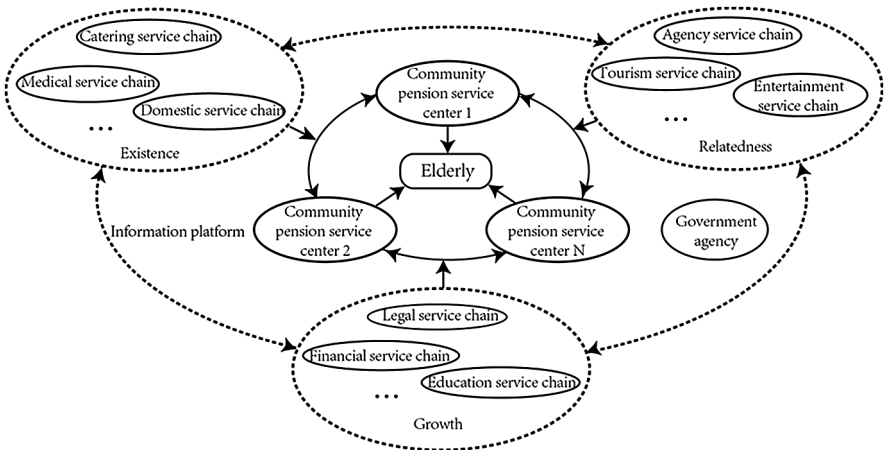 Catering service chain
Medical service chain
Domestic service chain
...
Existence
Agency service chain
Tourism service chain
Entertainment
service chain
...
Relatedness
Community
pension service
center 1
Elderly
Community
pension service
center 2
Community
pension service
center N
Information platform
Government
agency
Legal service chain
Financial service chain
Education service chain
...
Growth